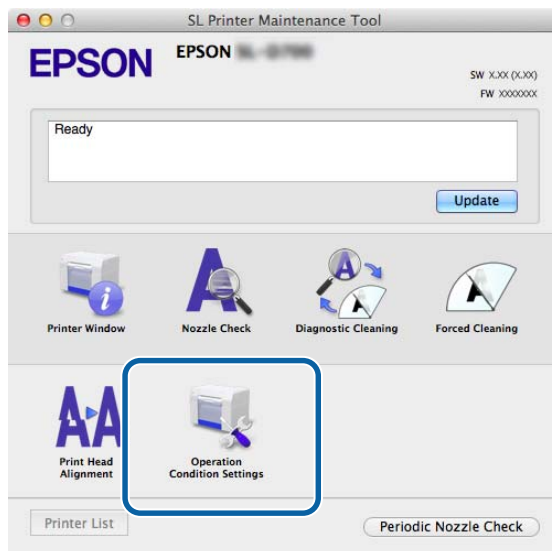 SL Printer Maintenance Tool
EPSON
EPSON
SW X.XX (X.XX)
FW XXXXXXX
Ready
Update
Printer Window
Nozzle Check
Diagnostic Cleaning
Forced Cleaning
Print Head
Alignment
Operation
Condition Settings
Printer List
Periodic Nozzle Check